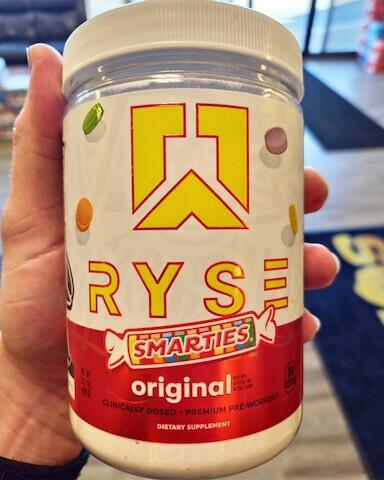 RYSE
SMARTIES
original
CLINICALLY DOSED • PREMIUM PRE-WORKOUT
DIETARY SUPPLEMENT